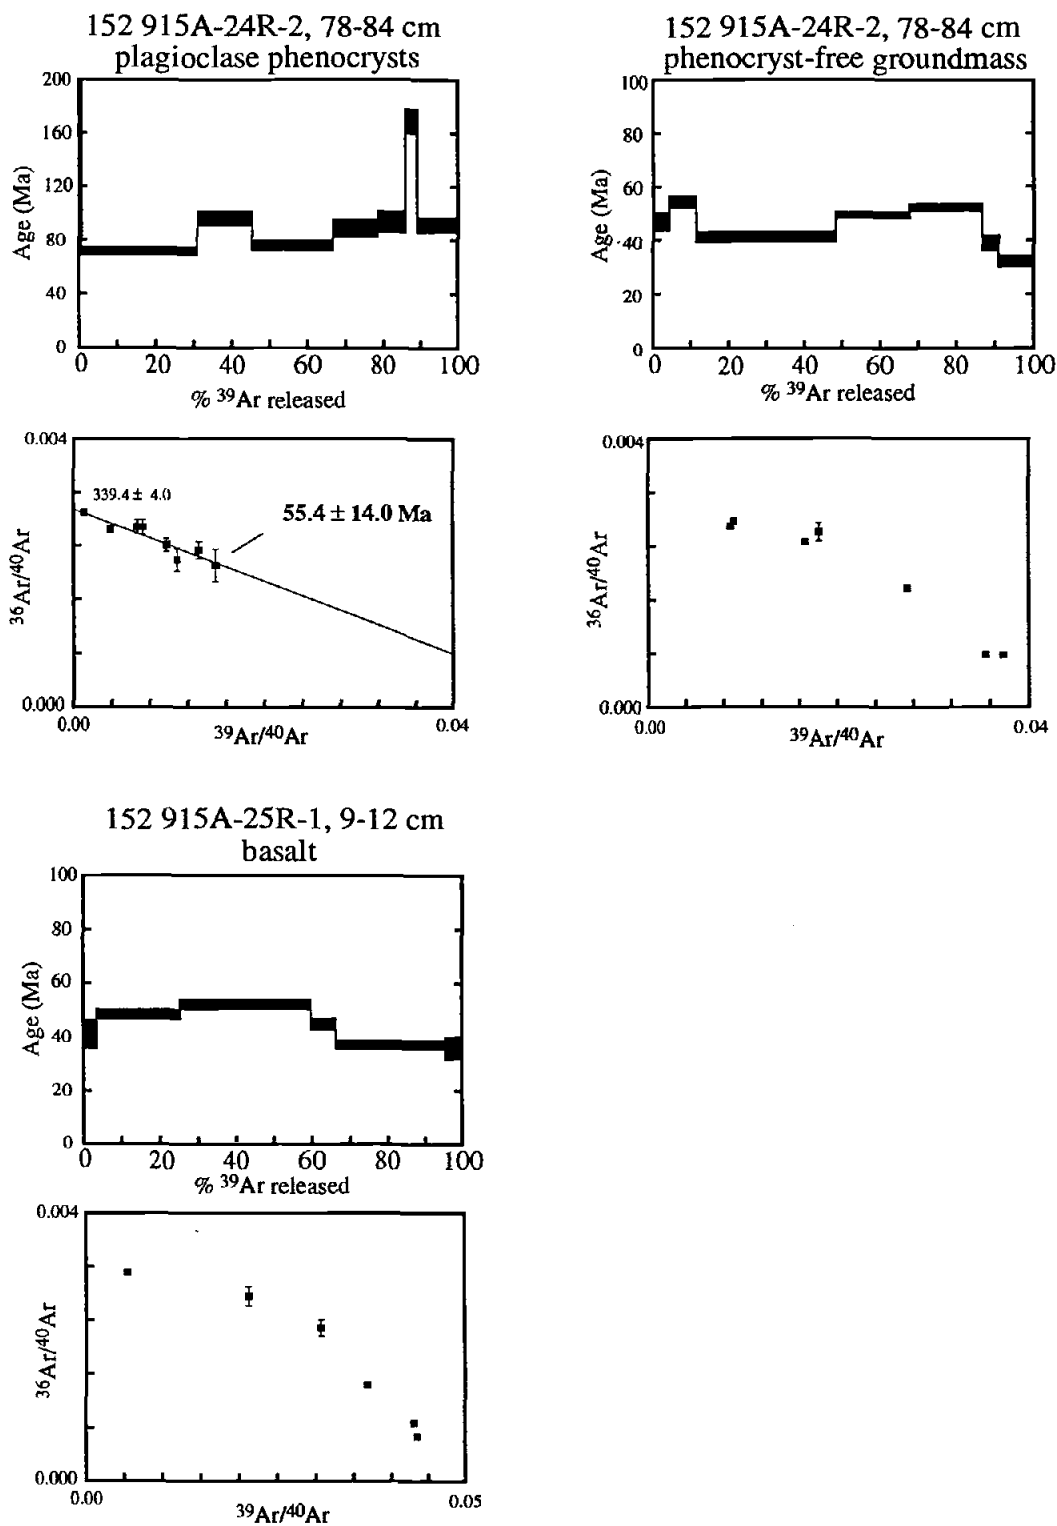 152 915A-24R-2, 78-84 cm
plagioclase phenocrysts
200
160
120
80
40
0
Age (Ma)
0 20 40 60 80 100
% ³⁹Ar released
0.004
339.4 ± 4.0
55.4 ± 14.0 Ma
³⁶Ar/⁴⁰Ar
0.000
0.00 0.04
³⁹Ar/⁴⁰Ar
152 915A-24R-2, 78-84 cm
phenocryst-free groundmass
100
80
60
40
20
0
Age (Ma)
0 20 40 60 80 100
% ³⁹Ar released
0.004
³⁶Ar/⁴⁰Ar
0.000
0.00 0.04
³⁹Ar/⁴⁰Ar
152 915A-25R-1, 9-12 cm
basalt
100
80
60
40
20
0
Age (Ma)
0 20 40 60 80 100
% ³⁹Ar released
0.004
³⁶Ar/⁴⁰Ar
0.000
0.00 0.05
³⁹Ar/⁴⁰Ar